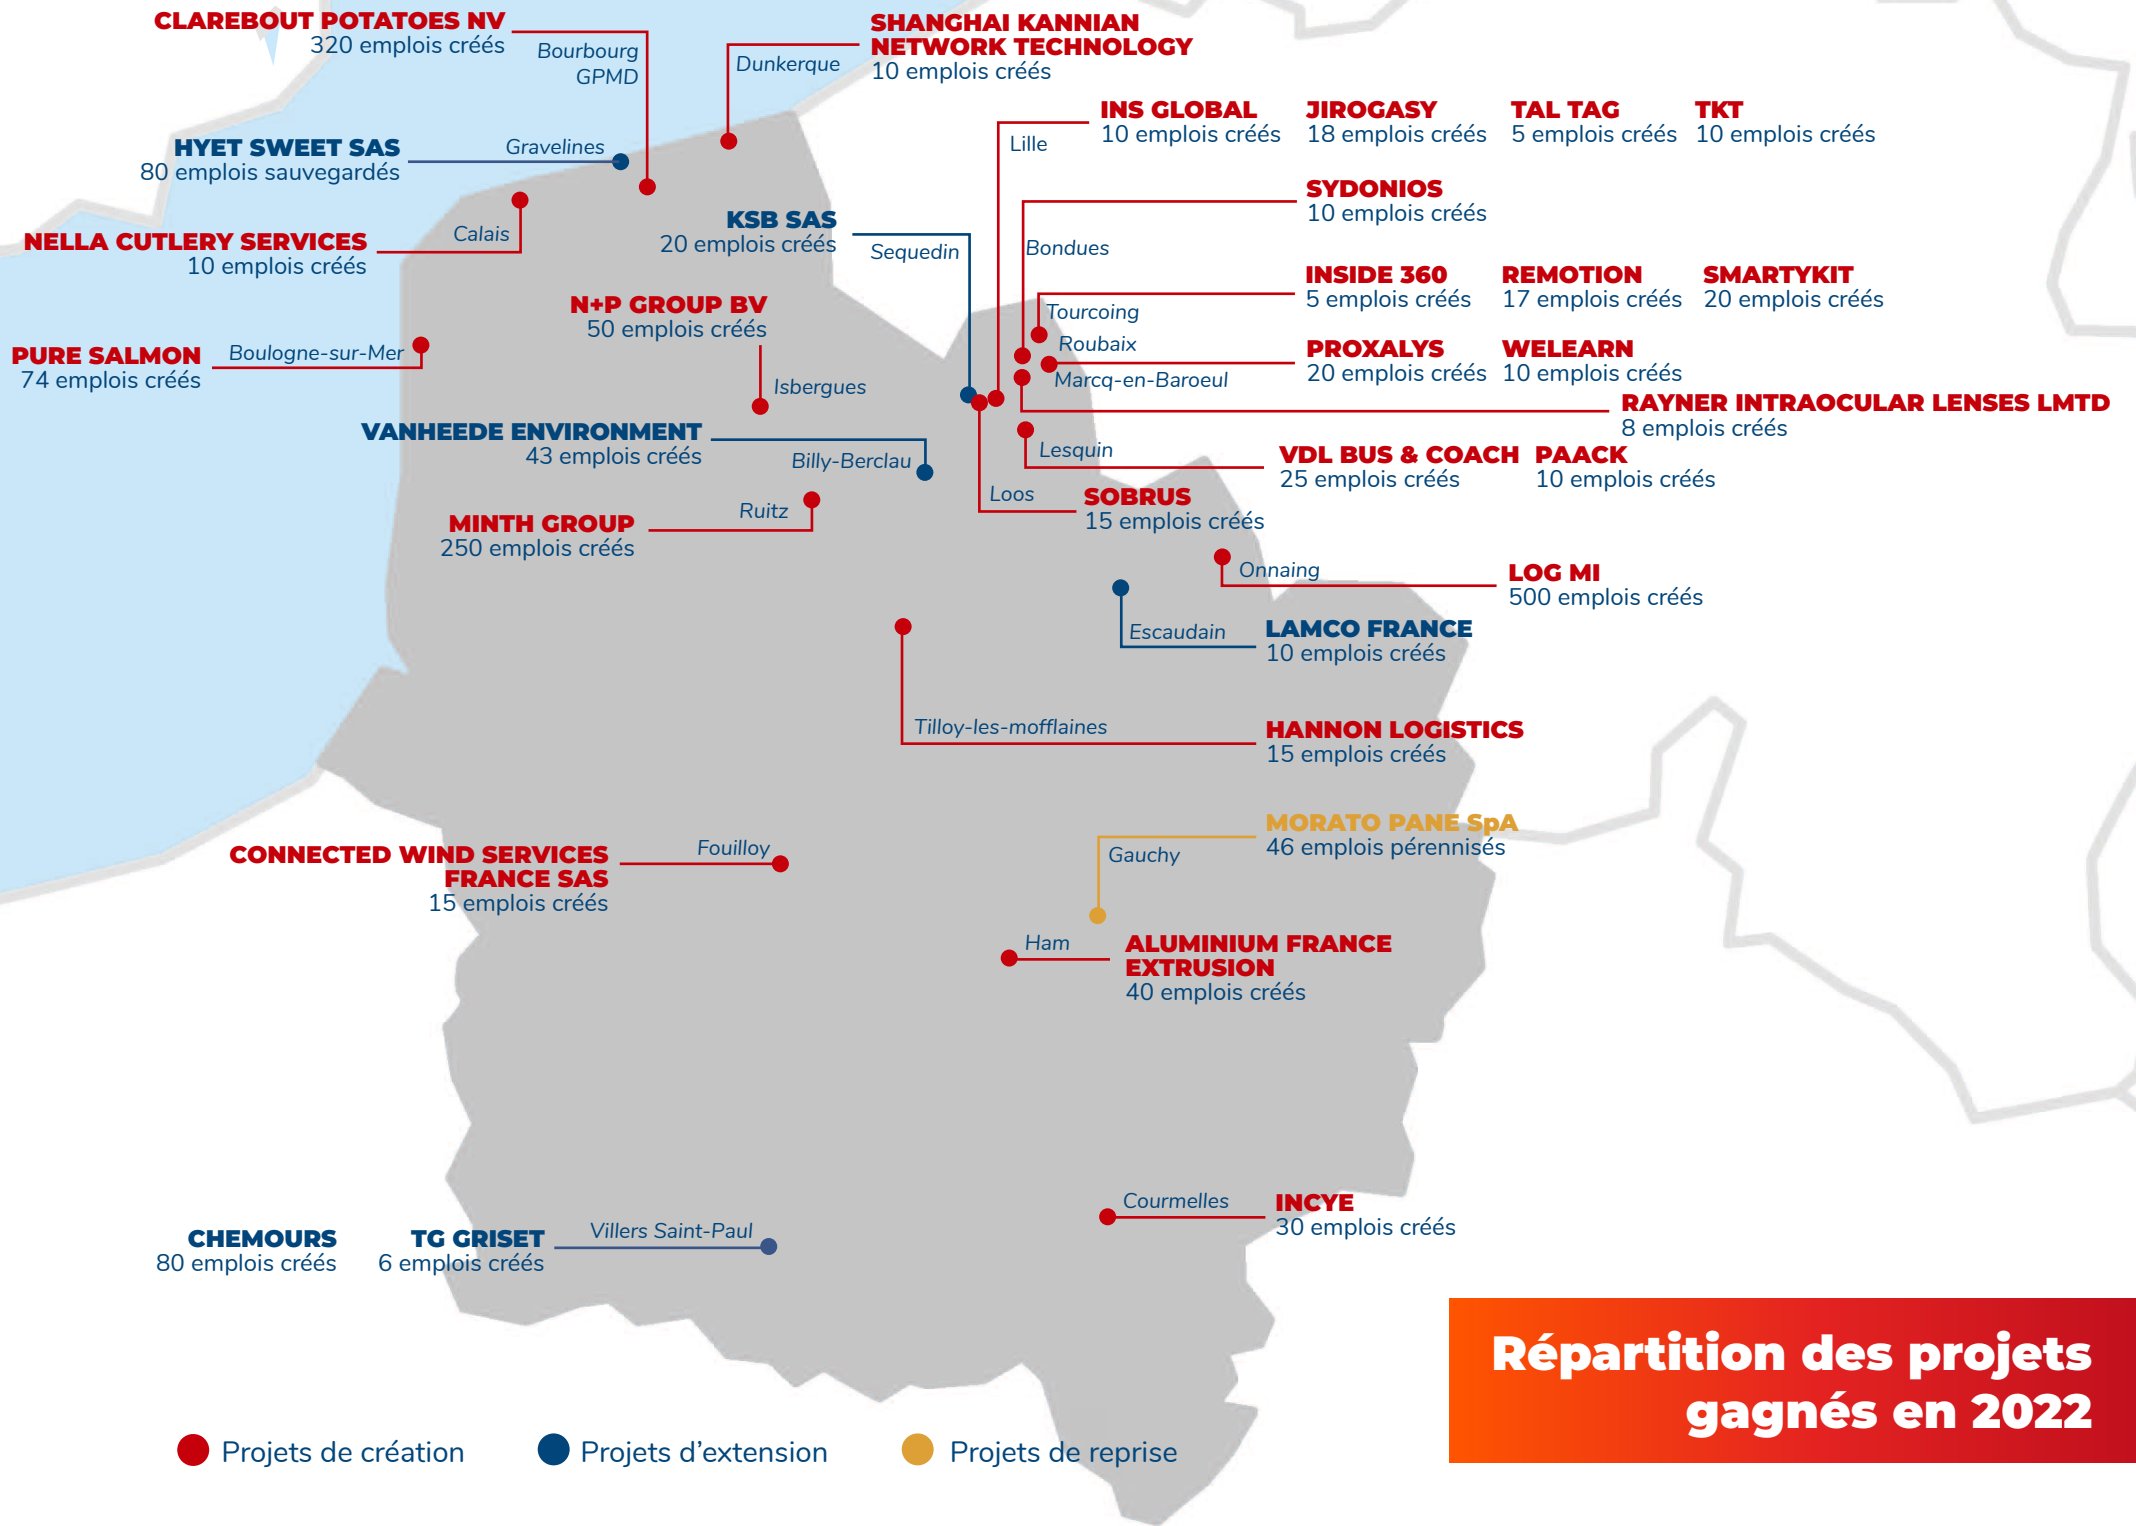 CLAREBOUT POTATOES NV
320 emplois créés
Bourbourg
GPMD
SHANGHAI KANNIAN
NETWORK TECHNOLOGY
10 emplois créés
Dunkerque
HYET SWEET SAS
80 emplois sauvegardés
Gravelines
INS GLOBAL
10 emplois créés
JIROGASY
18 emplois créés
TAL TAG
5 emplois créés
TKT
10 emplois créés
Lille
NELLA CUTLERY SERVICES
10 emplois créés
Calais
KSB SAS
20 emplois créés
Sequedin
SYDONIOS
10 emplois créés
Bondues
INSIDE 360
5 emplois créés
REMOTION
17 emplois créés
SMARTYKIT
20 emplois créés
Tourcoing
N+P GROUP BV
50 emplois créés
Isbergues
PURE SALMON
74 emplois créés
Boulogne-sur-Mer
Roubaix
PROXALYS
20 emplois créés
WELEARN
10 emplois créés
Marcq-en-Baroeul
RAYNER INTRAOCULAR LENSES LMTD
8 emplois créés
VANHEEDE ENVIRONMENT
43 emplois créés
Billy-Berclau
Lesquin
VDL BUS & COACH
25 emplois créés
PAACK
10 emplois créés
Loos
SOBRUS
15 emplois créés
MINTH GROUP
250 emplois créés
Ruitz
Onnaing
LOG MI
500 emplois créés
Escaudain
LAMCO FRANCE
10 emplois créés
Tilloy-les-mofflaines
HANNON LOGISTICS
15 emplois créés
MORATO PANE SpA
46 emplois pérennisés
Gauchy
CONNECTED WIND SERVICES
FRANCE SAS
15 emplois créés
Fouilloy
Ham
ALUMINIUM FRANCE
EXTRUSION
40 emplois créés
Courmelles
INCYE
30 emplois créés
CHEMOURS
80 emplois créés
TG GRISET
6 emplois créés
Villers Saint-Paul
Répartition des projets
gagnés en 2022
Projets de création
Projets d'extension
Projets de reprise